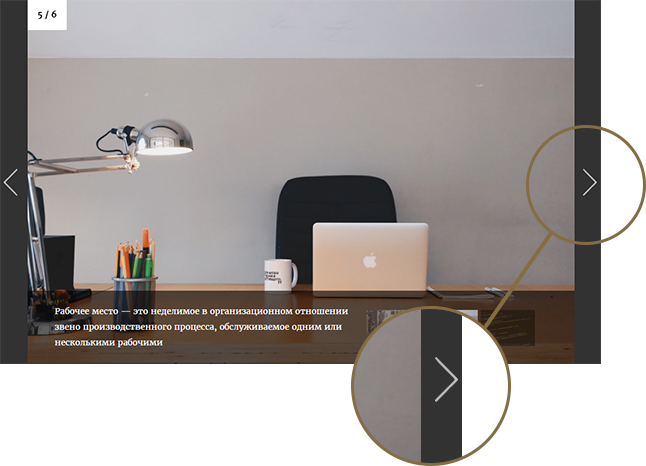 5 / 6
Рабочее место — это неделимое в организационном отношении
звено производственного процесса, обслуживаемое одним или
несколькими рабочими